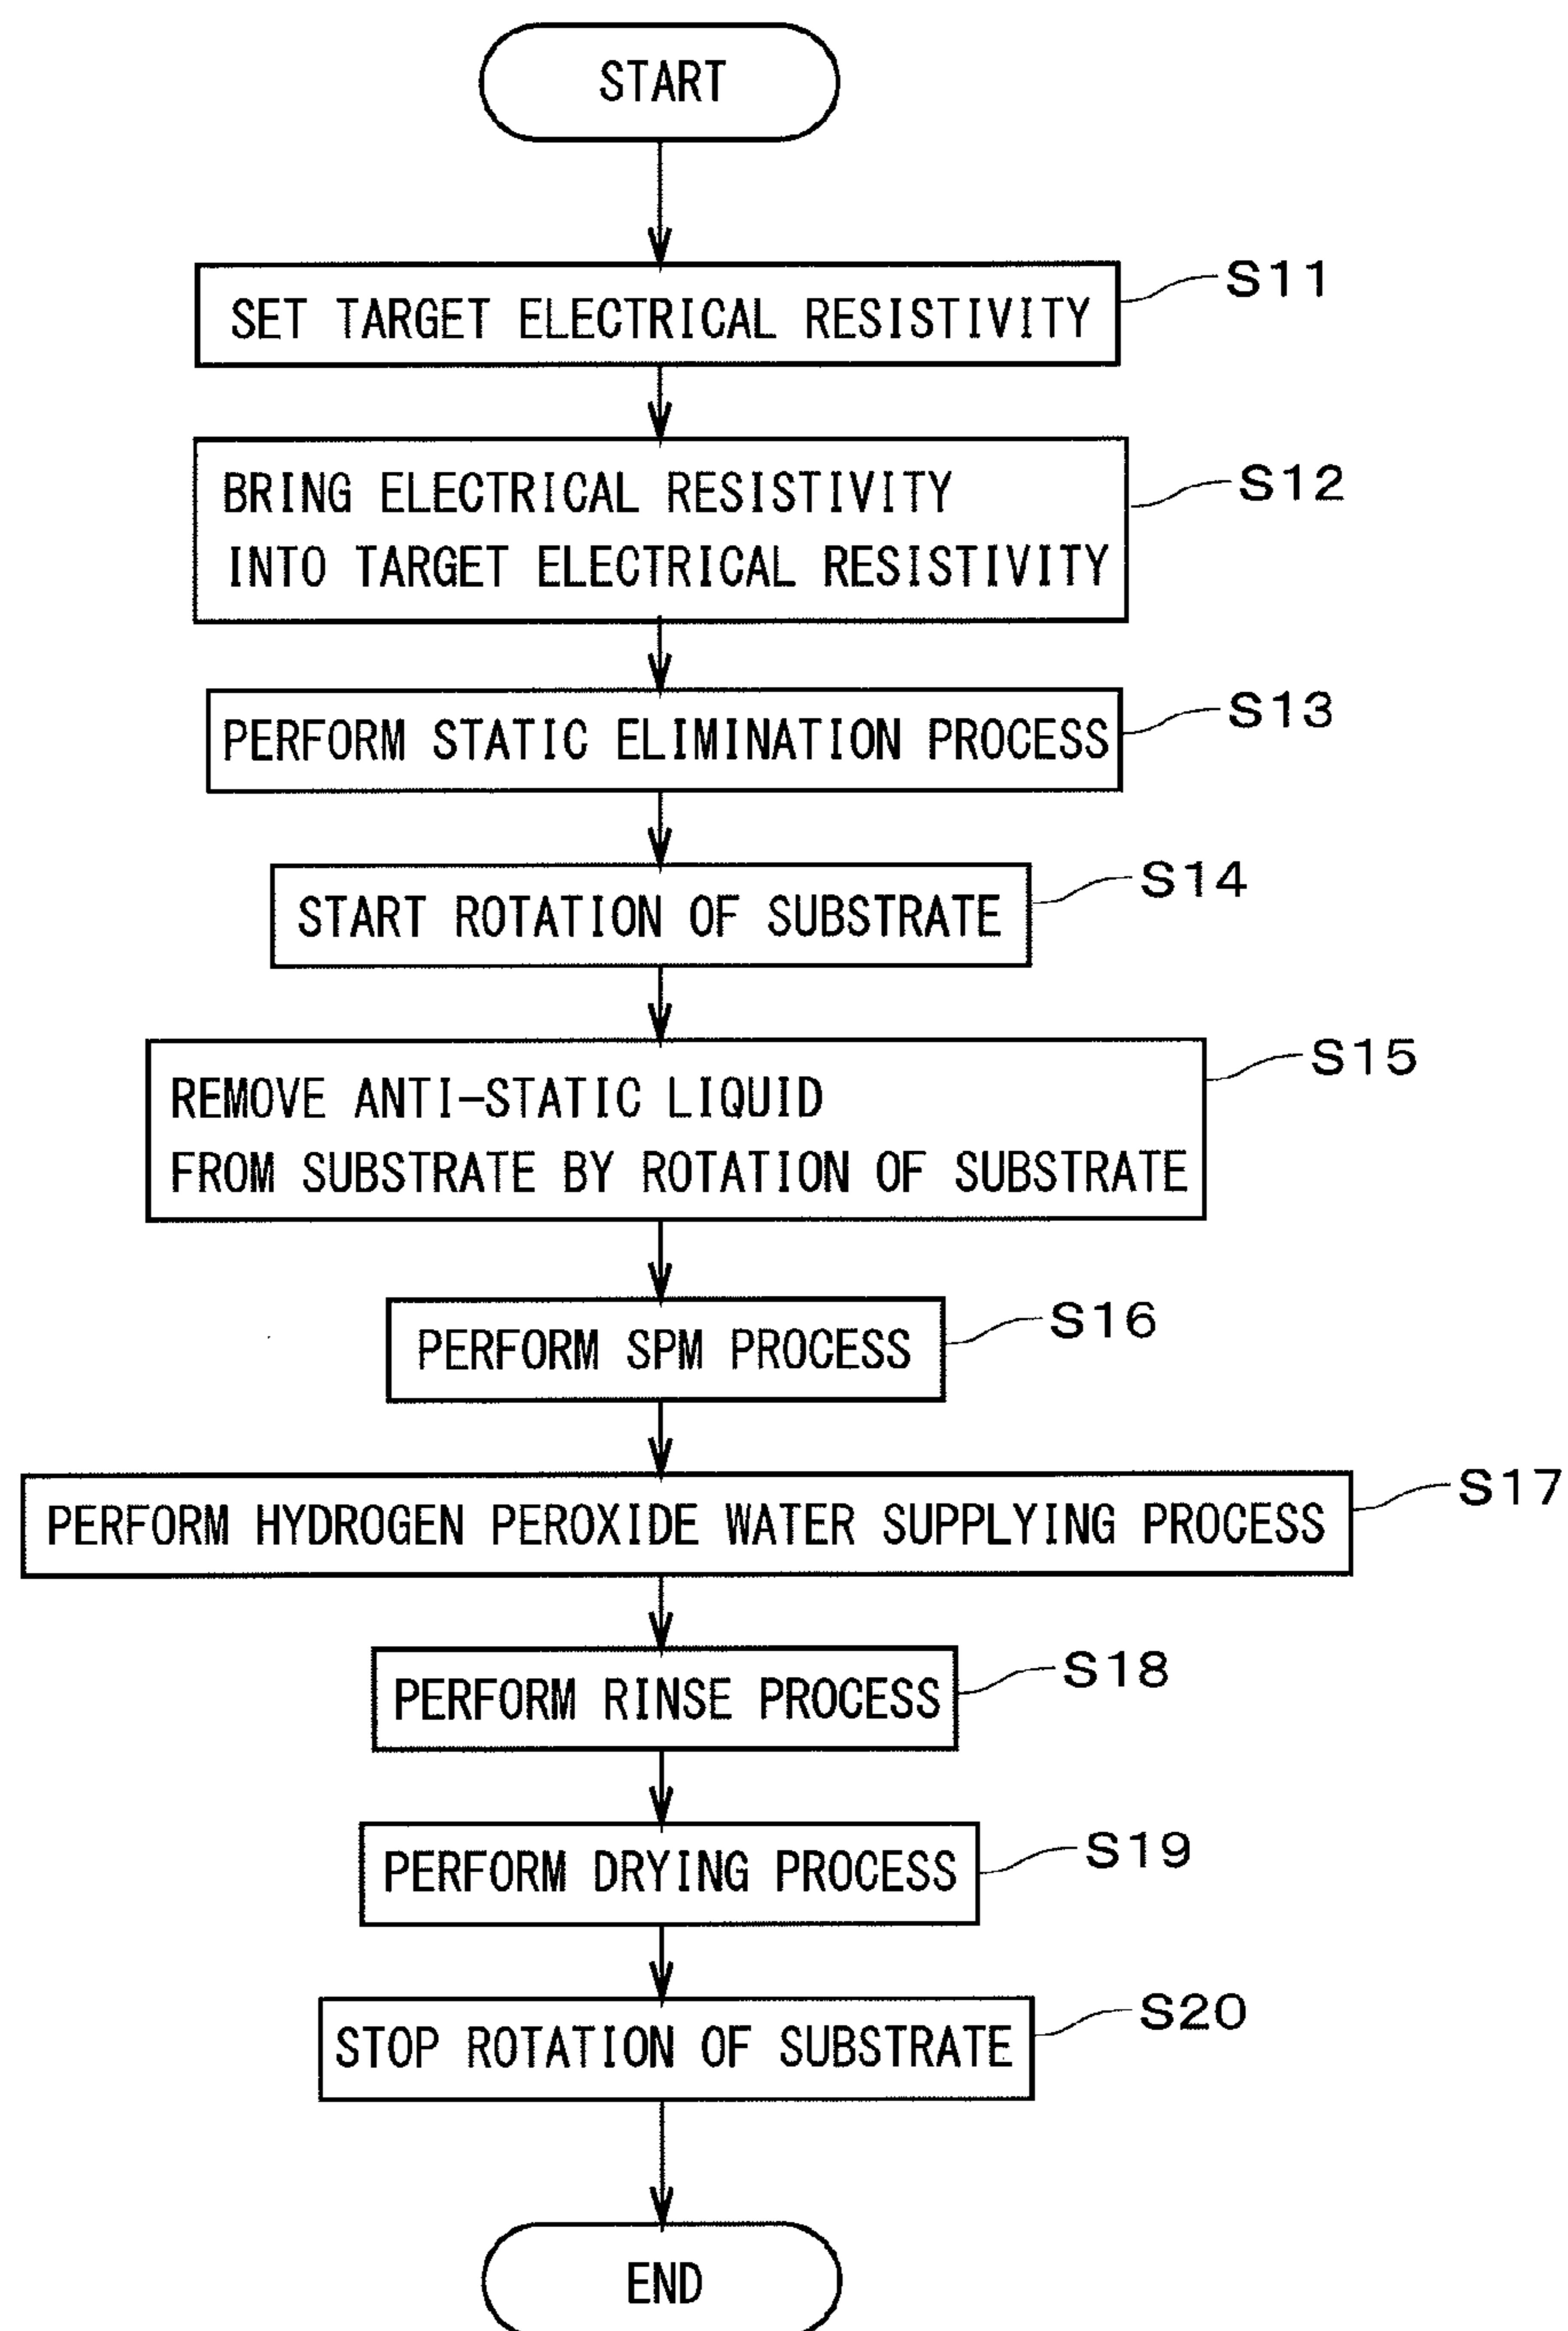 START
SET TARGET ELECTRICAL RESISTIVITY
S11
BRING ELECTRICAL RESISTIVITY
INTO TARGET ELECTRICAL RESISTIVITY
S12
PERFORM STATIC ELIMINATION PROCESS
S13
START ROTATION OF SUBSTRATE
S14
REMOVE ANTI-STATIC LIQUID
FROM SUBSTRATE BY ROTATION OF SUBSTRATE
S15
PERFORM SPM PROCESS
S16
PERFORM HYDROGEN PEROXIDE WATER SUPPLYING PROCESS
S17
PERFORM RINSE PROCESS
S18
PERFORM DRYING PROCESS
S19
STOP ROTATION OF SUBSTRATE
S20
END